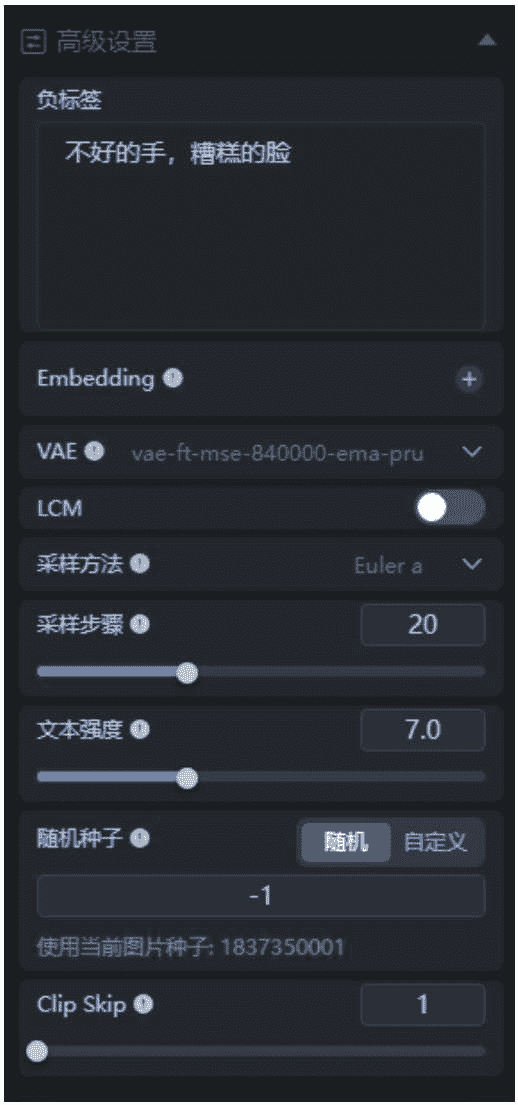 高级设置
负标签
不好的手，糟糕的脸
Embedding
VAE vae-ft-mse-840000-ema-pru
LCM
采样方法 Euler a
采样步骤 20
文本强度 7.0
随机种子 随机 自定义
-1
使用当前图片种子: 1837350001
Clip Skip 1